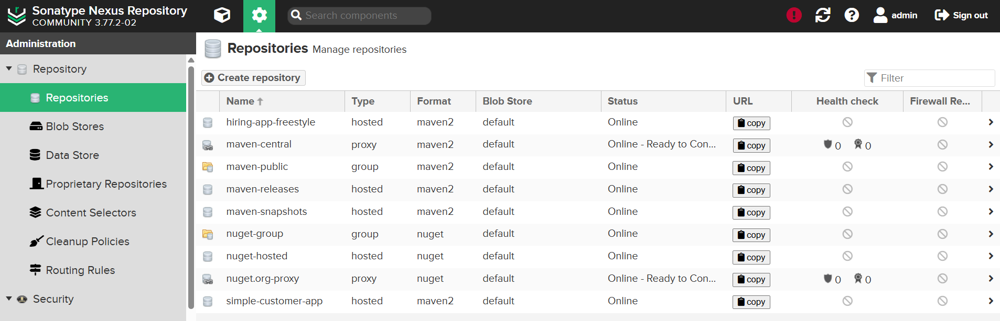 Sonatype Nexus Repository
COMMUNITY 3.77.2-02
Search components
admin
Sign out
Administration
Repository
Repositories
Blob Stores
Data Store
Proprietary Repositories
Content Selectors
Cleanup Policies
Routing Rules
Security
Repositories Manage repositories
Create repository
Filter
Name Type Format Blob Store Status URL Health check Firewall Re...
hiring-app-freestyle hosted maven2 default Online copy
maven-central proxy maven2 default Online - Ready to Con... copy 0 0
maven-public group maven2 default Online copy
maven-releases hosted maven2 default Online copy
maven-snapshots hosted maven2 default Online copy
nuget-group group nuget default Online copy
nuget-hosted hosted nuget default Online copy
nuget.org-proxy proxy nuget default Online - Ready to Con... copy 0 0
simple-customer-app hosted maven2 default Online copy